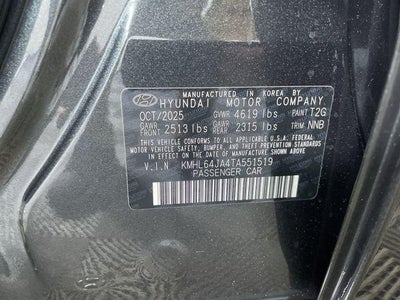 MANUFACTURED IN KOREA BY
HYUNDAI MOTOR COMPANY
OCT/2025 GVWR 4619 lbs PAINT T2G
GAWR FRONT 2513 lbs GAWR REAR 2315 lbs TRIM NNB
THIS VEHICLE CONFORMS TO ALL APPLICABLE U.S.A. FEDERAL
MOTOR VEHICLE SAFETY, BUMPER, AND THEFT PREVENTION
STANDARDS IN EFFECT ON THE DATE OF MANUFACTURE SHOWN ABOVE.
V.I.N KMHL64JA4TA551519
PASSENGER CAR